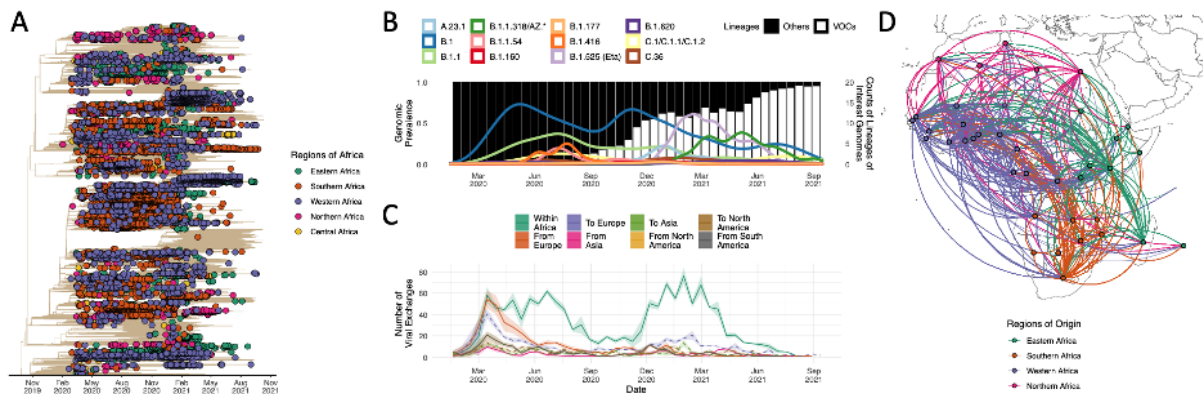 A
Regions of Africa
Eastern Africa
Southern Africa
Western Africa
Northern Africa
Central Africa
Nov 2019
Feb 2020
May 2020
Aug 2020
Nov 2020
Feb 2021
May 2021
Aug 2021
Nov 2021
B
A.23.1
B.1.1.318/AZ.*
B.1.177
B.1.620
Lineages
Others
VOCs
B.1
B.1.1.54
B.1.416
C.1/C.1.1/C.1.2
B.1.1
B.1.160
B.1.525 (Eta)
C.36
Genomic
Prevalence
1.0
0.5
0.0
20
15
10
5
0
Counts of Lineages of
Interest Genomes
Mar 2020
Jun 2020
Sep 2020
Dec 2020
Mar 2021
Jun 2021
Sep 2021
C
Within Africa
To Europe
To Asia
To North America
From Europe
From Asia
From North America
From South America
Number of
Viral Exchanges
80
60
40
20
0
Mar 2020
Jun 2020
Sep 2020
Dec 2020
Mar 2021
Jun 2021
Sep 2021
Date
D
Regions of Origin
Eastern Africa
Southern Africa
Western Africa
Northern Africa